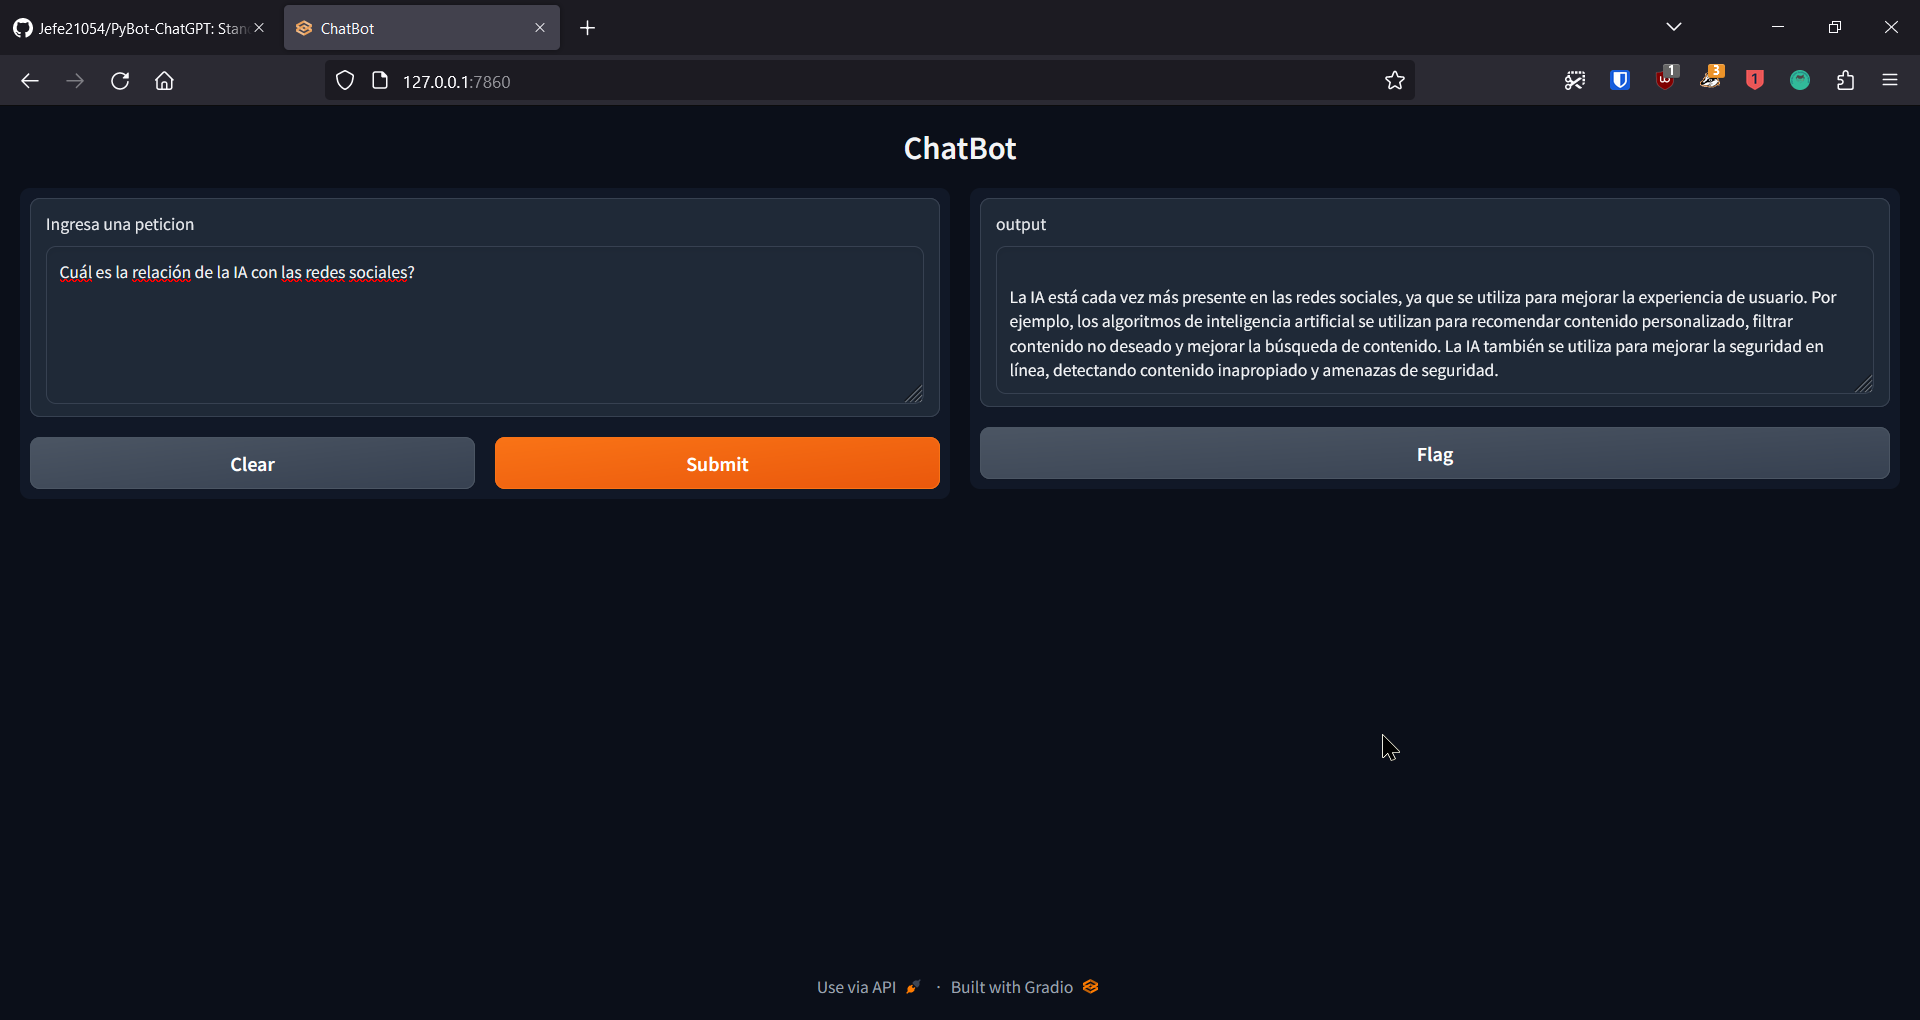 Jefe21054/PyBot-ChatGPT: Stan
ChatBot
127.0.0.1:7860
1
3
1
ChatBot
Ingresa una peticion
Cuál es la relación de la IA con las redes sociales?
Clear
Submit
output
La IA está cada vez más presente en las redes sociales, ya que se utiliza para mejorar la experiencia de usuario. Por
ejemplo, los algoritmos de inteligencia artificial se utilizan para recomendar contenido personalizado, filtrar
contenido no deseado y mejorar la búsqueda de contenido. La IA también se utiliza para mejorar la seguridad en
línea, detectando contenido inapropiado y amenazas de seguridad.
Flag
Use via API · Built with Gradio